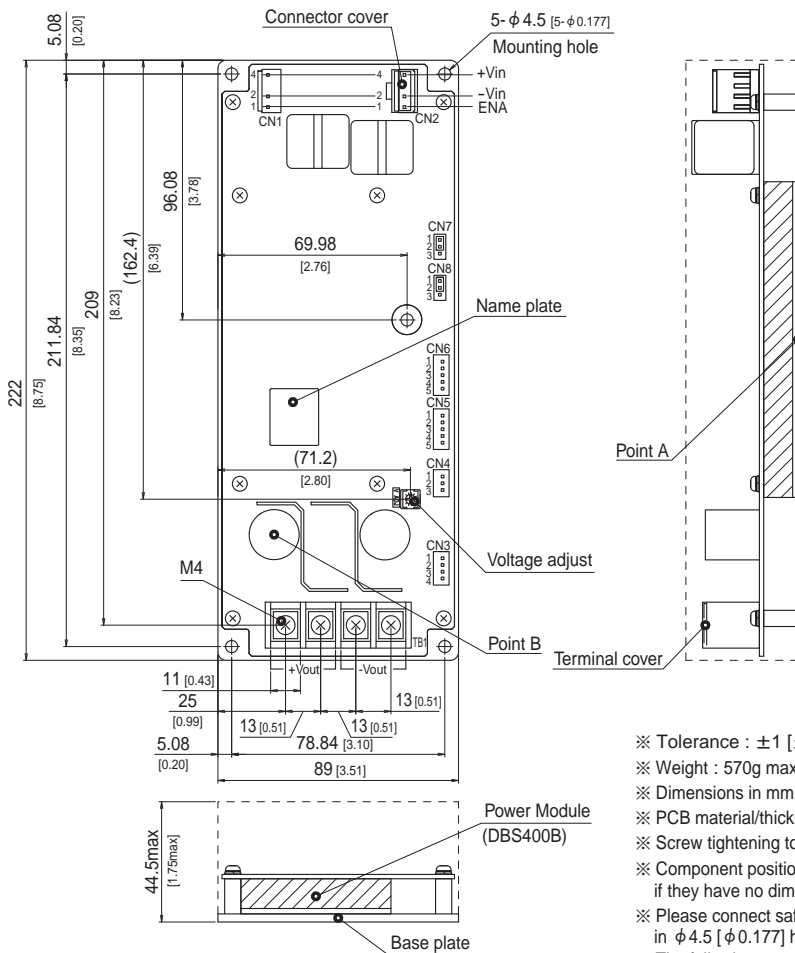 Connector cover
5-φ4.5 [5-φ0.177]
Mounting hole
5.08
[0.20]
4
2
1
CN1
4
2
1
CN2
+Vin
−Vin
ENA
96.08
[3.78]
(162.4)
[6.39]
209
[8.23]
211.84
[8.35]
222
[8.75]
69.98
[2.76]
CN7
1
2
3
CN8
1
2
3
Name plate
CN6
1
2
3
4
5
CN5
1
2
3
4
5
Point A
(71.2)
[2.80]
CN4
1
2
3
Voltage adjust
CN3
1
2
3
4
M4
TB1
Point B
Terminal cover
+Vout
-Vout
11 [0.43]
25
[0.99]
13 [0.51]
13 [0.51]
13 [0.51]
5.08
[0.20]
78.84 [3.10]
89 [3.51]
44.5max
[1.75max]
Power Module
(DBS400B)
Base plate
※ Tolerance : ±1 [
※ Weight : 570g max
※ Dimensions in mm
※ PCB material/thick
※ Screw tightening to
※ Component positio
if they have no dim
※ Please connect saf
in φ4.5 [φ0.177] h